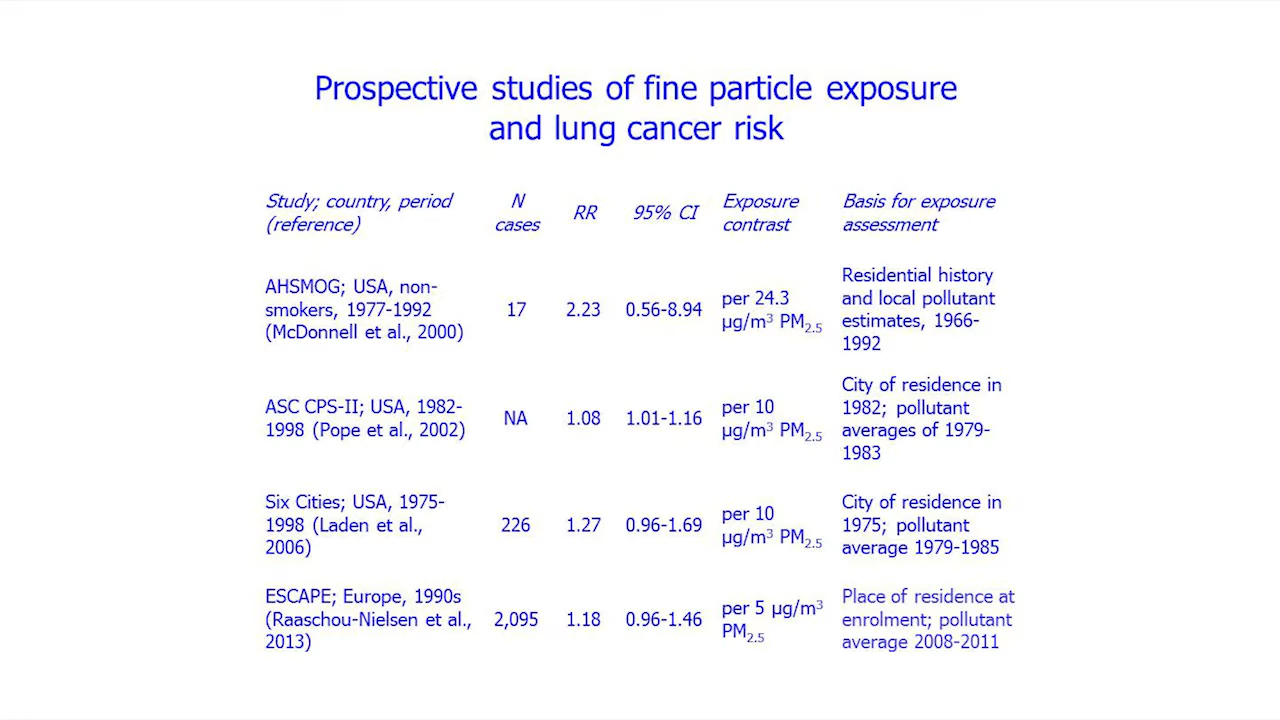 Prospective studies of fine particle exposure
and lung cancer risk
Study; country, period
(reference)
N
cases
RR
95% CI
Exposure
contrast
Basis for exposure
assessment
AHSMOG; USA, non-
smokers, 1977-1992
(McDonnell et al., 2000)
17
2.23
0.56-8.94
per 24.3
µg/m³ PM₂.₅
Residential history
and local pollutant
estimates, 1966-
1992
ASC CPS-II; USA, 1982-
1998 (Pope et al., 2002)
NA
1.08
1.01-1.16
per 10
µg/m³ PM₂.₅
City of residence in
1982; pollutant
averages of 1979-
1983
Six Cities; USA, 1975-
1998 (Laden et al.,
2006)
226
1.27
0.96-1.69
per 10
µg/m³ PM₂.₅
City of residence in
1975; pollutant
average 1979-1985
ESCAPE; Europe, 1990s
(Raaschou-Nielsen et al.,
2013)
2,095
1.18
0.96-1.46
per 5 µg/m³
PM₂.₅
Place of residence at
enrolment; pollutant
average 2008-2011